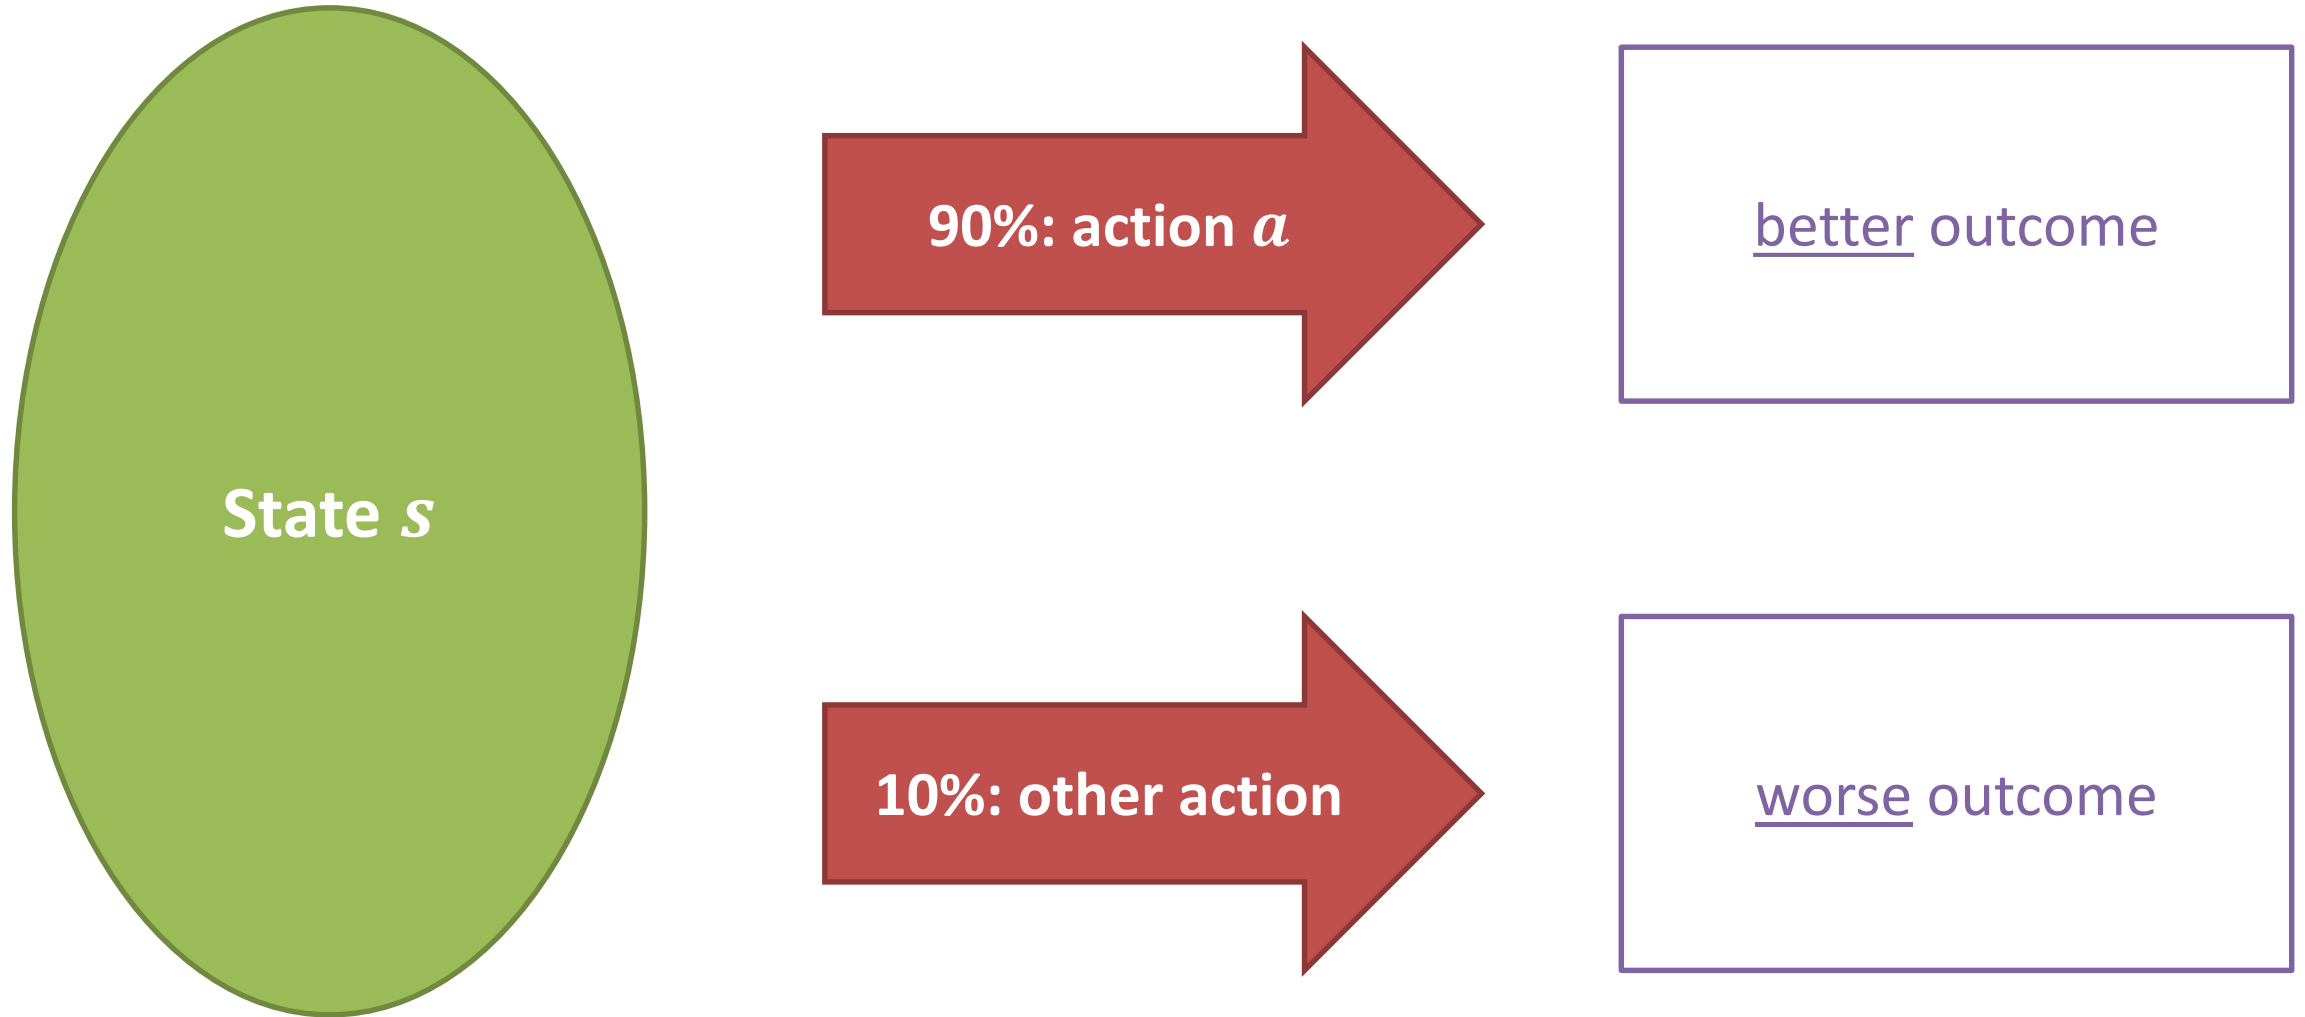 State s
90%: action a
better outcome
10%: other action
worse outcome